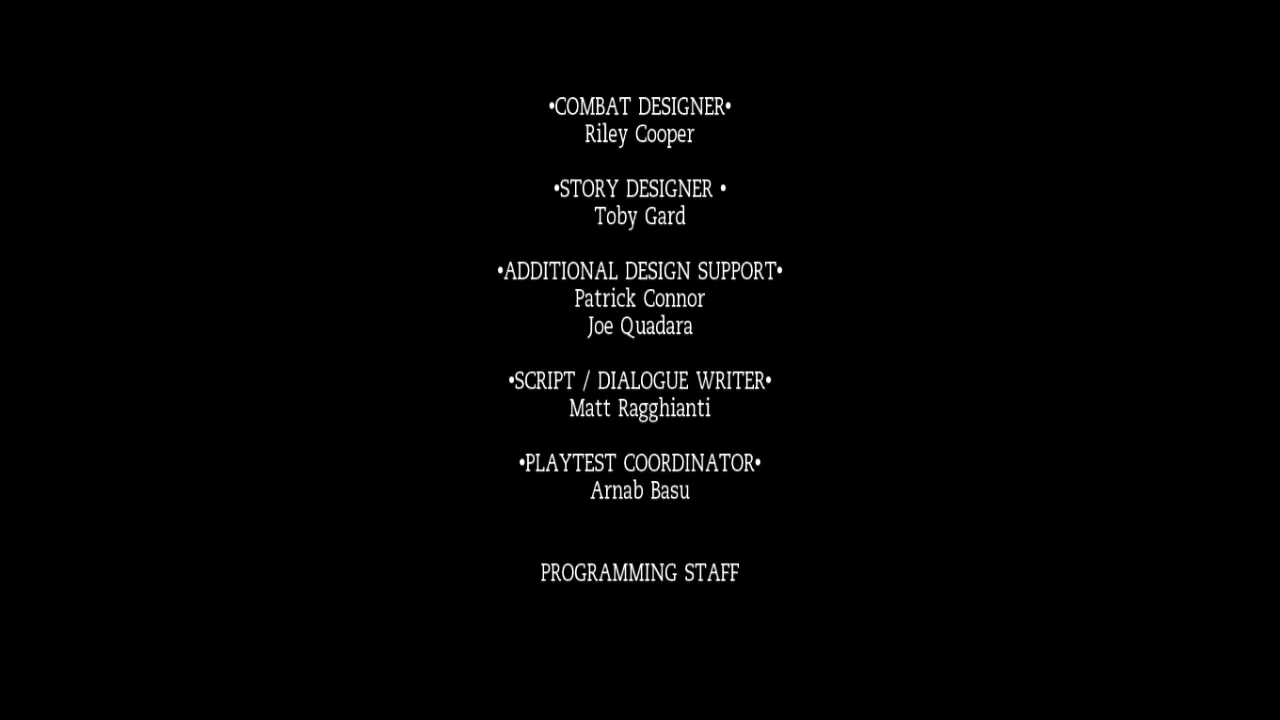 •COMBAT DESIGNER•
Riley Cooper
•STORY DESIGNER •
Toby Gard
•ADDITIONAL DESIGN SUPPORT•
Patrick Connor
Joe Quadara
•SCRIPT / DIALOGUE WRITER•
Matt Ragghianti
•PLAYTEST COORDINATOR•
Arnab Basu
PROGRAMMING STAFF